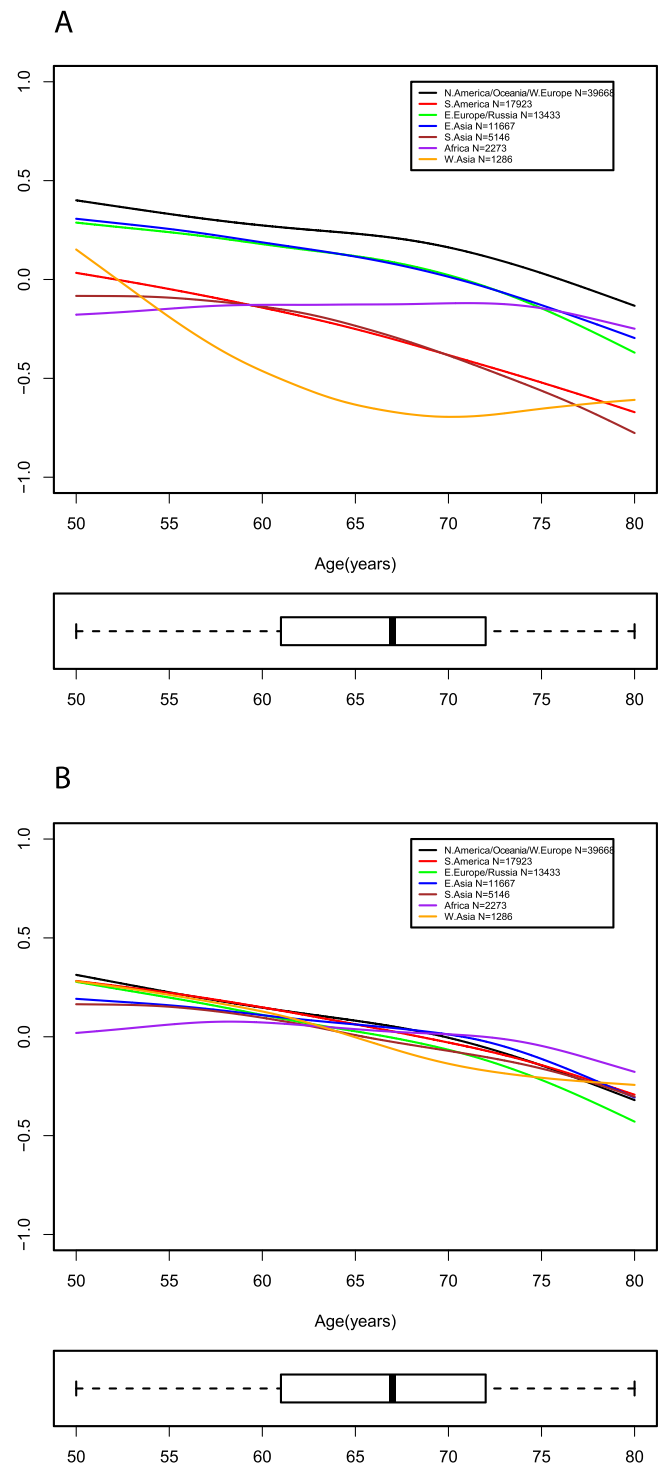 A
1.0
0.5
0.0
−0.5
−1.0
N.America/Oceania/W.Europe N=39668
S.America N=17923
E.Europe/Russia N=13433
E.Asia N=11667
S.Asia N=5146
Africa N=2273
W.Asia N=1286
50 55 60 65 70 75 80
Age(years)
50 55 60 65 70 75 80
B
1.0
0.5
0.0
−0.5
−1.0
N.America/Oceania/W.Europe N=39668
S.America N=17923
E.Europe/Russia N=13433
E.Asia N=11667
S.Asia N=5146
Africa N=2273
W.Asia N=1286
50 55 60 65 70 75 80
Age(years)
50 55 60 65 70 75 80